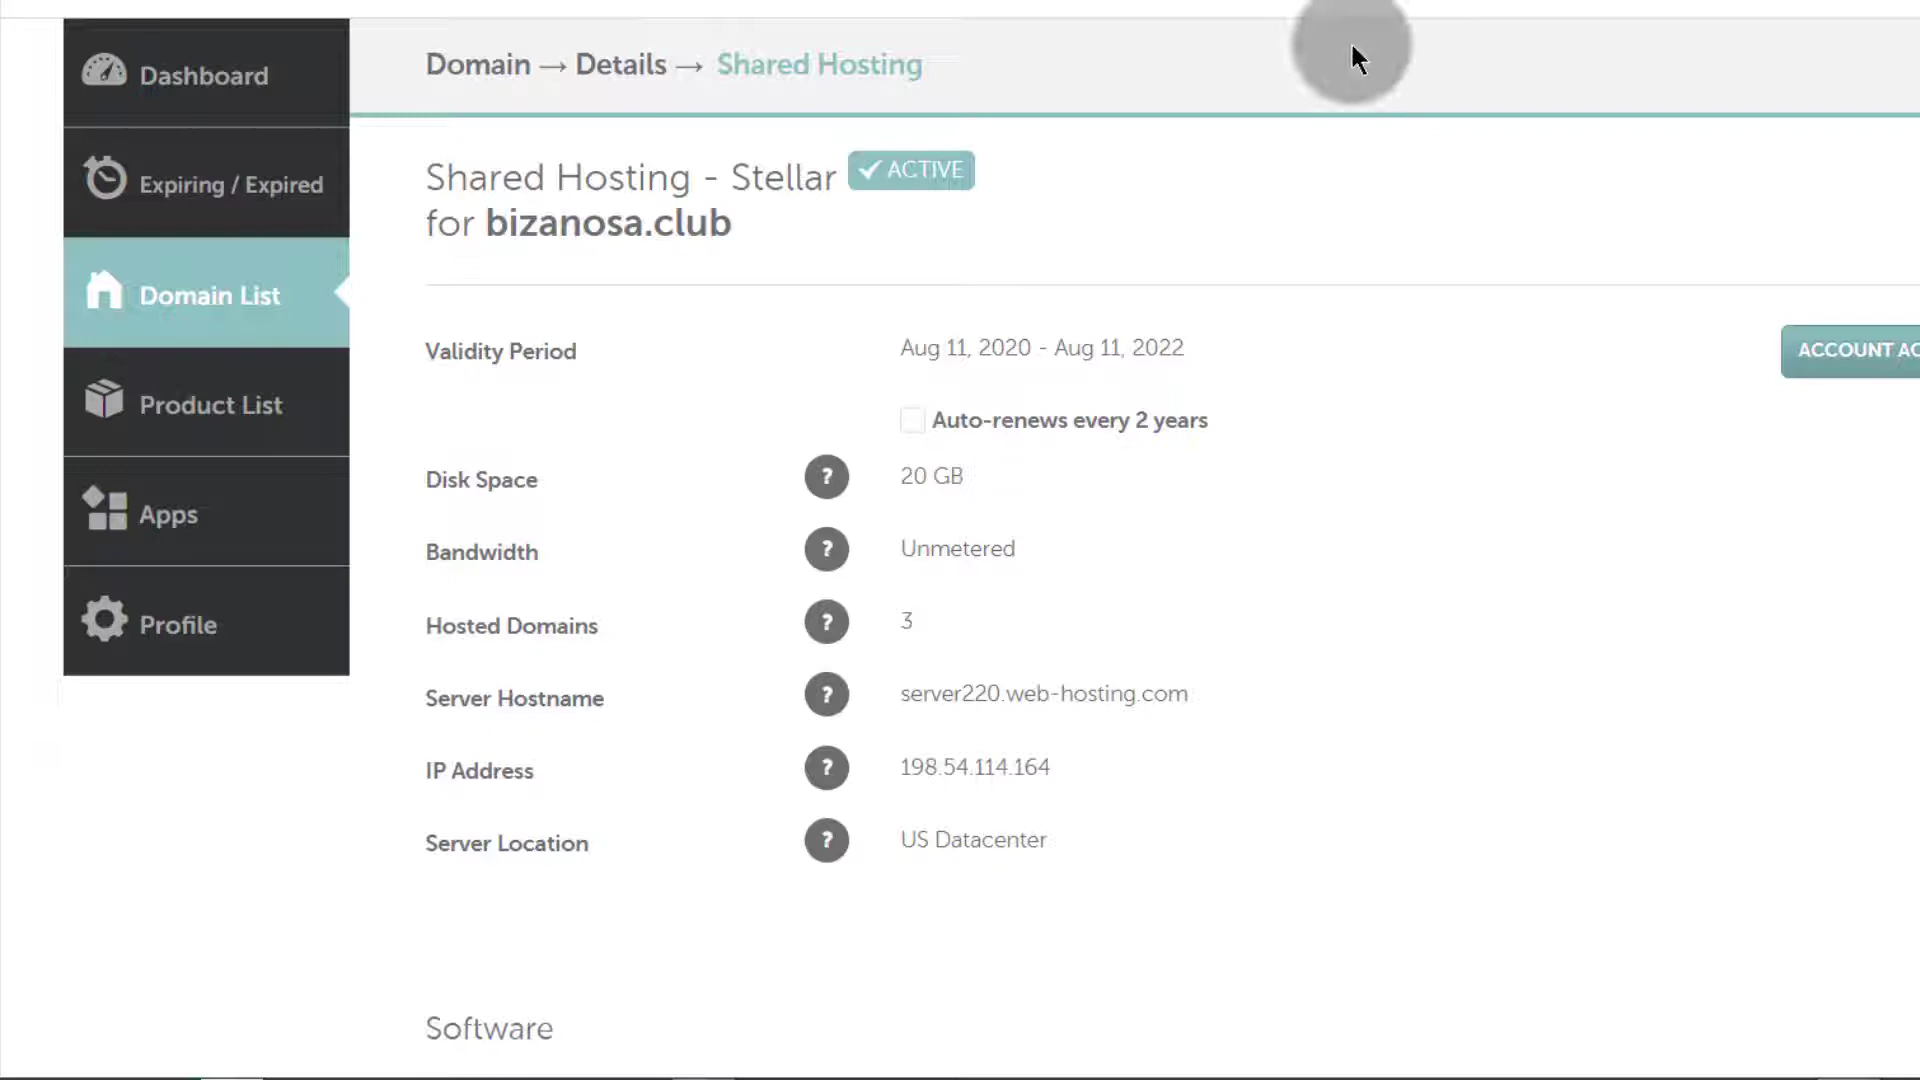 Dashboard
Expiring / Expired
Domain List
Product List
Apps
Profile
Domain → Details → Shared Hosting
Shared Hosting - Stellar ✓ ACTIVE
for bizanosa.club
Validity Period Aug 11, 2020 - Aug 11, 2022
ACCOUNT AC
Auto-renews every 2 years
Disk Space ? 20 GB
Bandwidth ? Unmetered
Hosted Domains ? 3
Server Hostname ? server220.web-hosting.com
IP Address ? 198.54.114.164
Server Location ? US Datacenter
Software